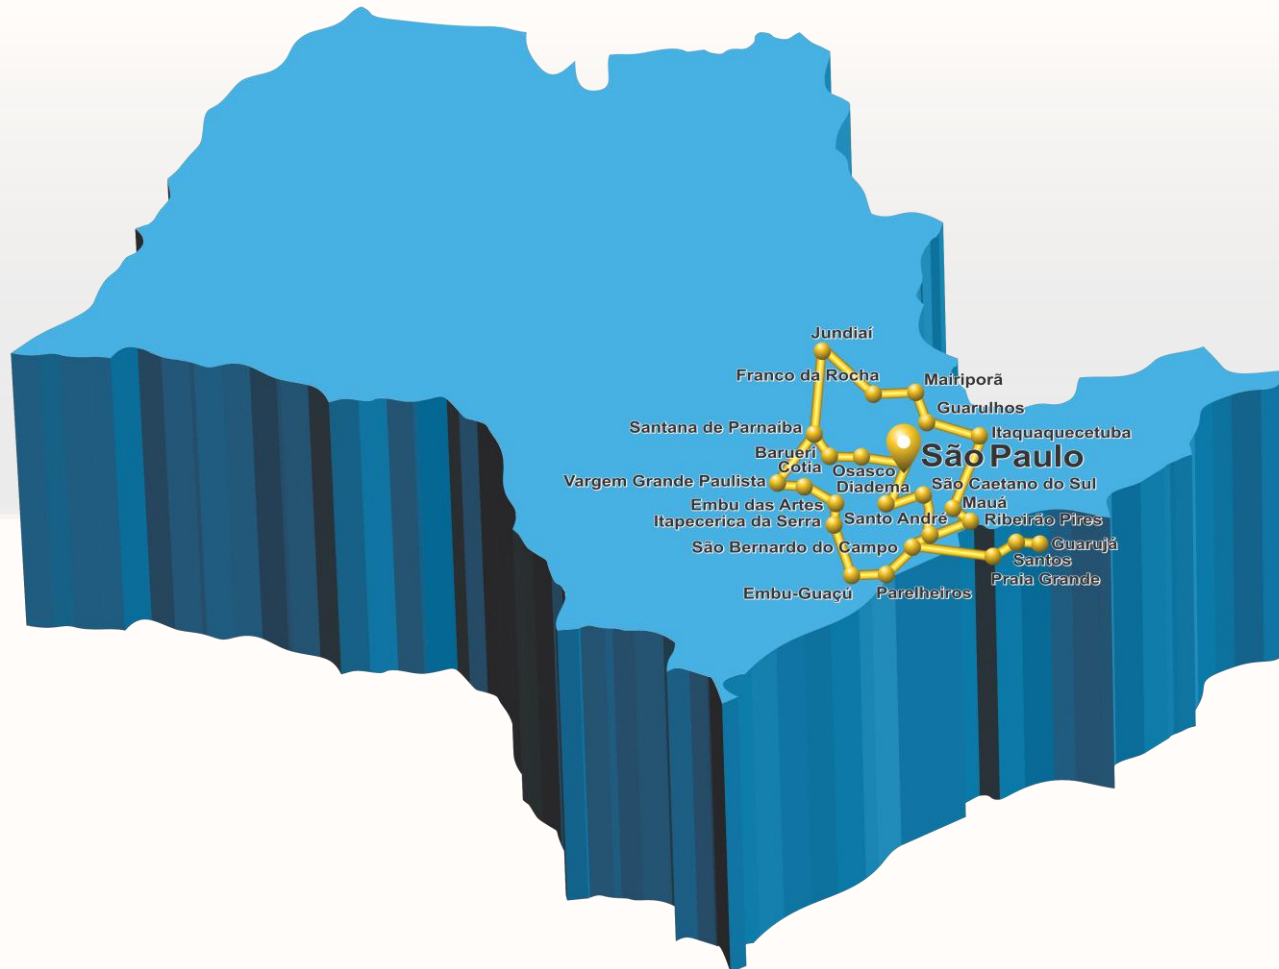 Jundiaí
Franco da Rocha
Mairiporã
Guarulhos
Santana de Parnaíba
Itaquaquecetuba
Barueri
São Paulo
Cotia
Osasco
Vargem Grande Paulista
Diadema
São Caetano do Sul
Embu das Artes
Mauá
Itapecerica da Serra
Santo André
Ribeirão Pires
São Bernardo do Campo
Guarujá
Santos
Praia Grande
Embu-Guaçú
Parelheiros